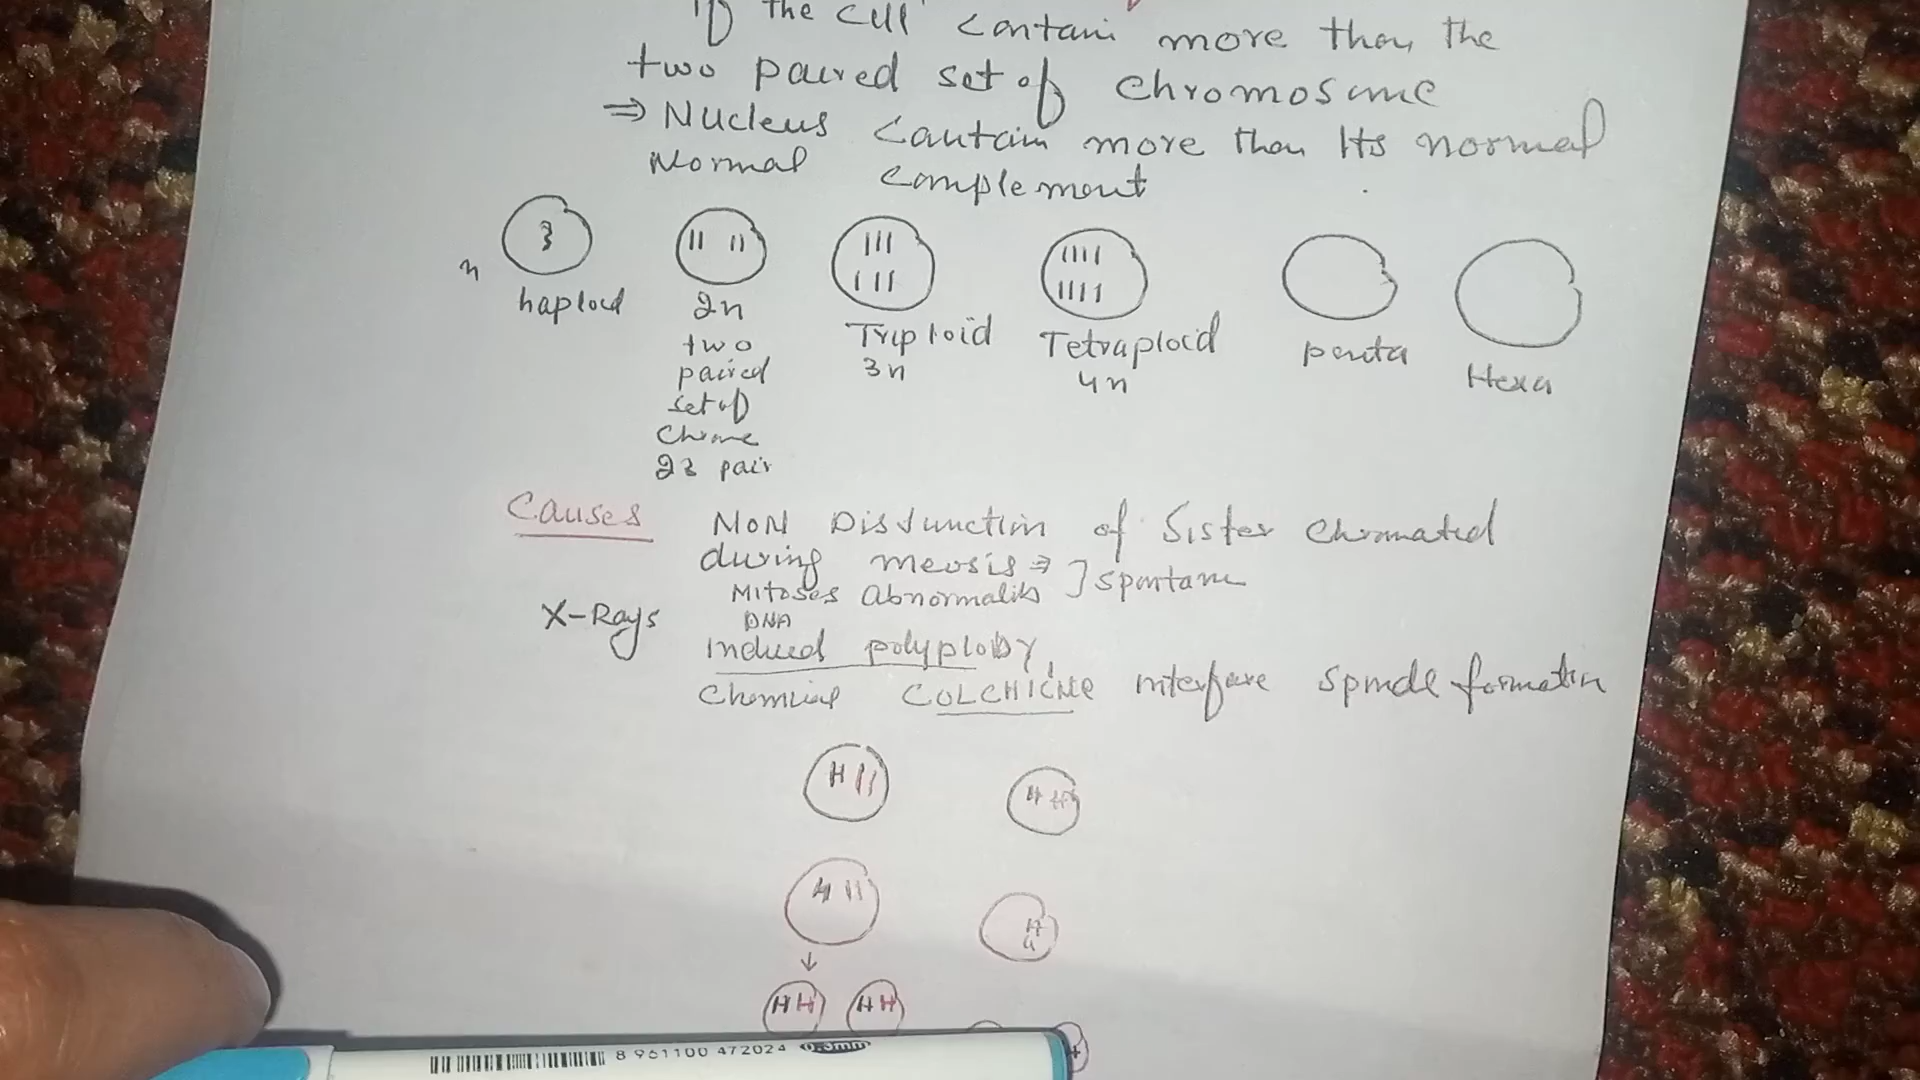 If the cell contain more than the
two paired set of chromosome
⇒ Nucleus contain more than its normal
Normal complement
n
haploid
2n
two
paired
set of
Chrome
23 pair
Triploid
3n
Tetraploid
4n
penta
Hexa
Causes
NON Disjunction of Sister Chromatid
during meosis ⇒ ] spontane
Mitoses Abnormalits
DNA
X-Rays
Induced polyploidy
Chemical COLCHICINE interfare spindle formation
8 961100 472024 0.3mm